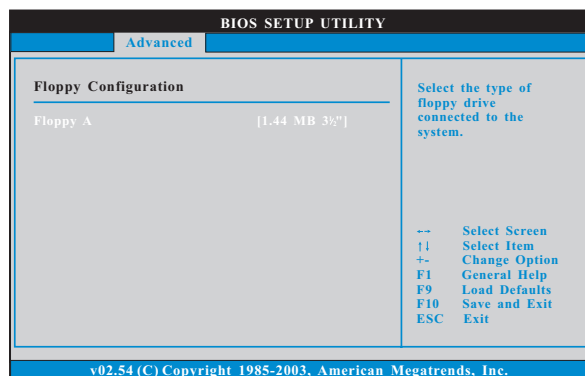 BIOS SETUP UTILITY
Advanced
Floppy Configuration
Floppy A [1.44 MB 3½"]
Select the type of
floppy drive
connected to the
system.
←→ Select Screen
↑↓ Select Item
+- Change Option
F1 General Help
F9 Load Defaults
F10 Save and Exit
ESC Exit
v02.54 (C) Copyright 1985-2003, American Megatrends, Inc.